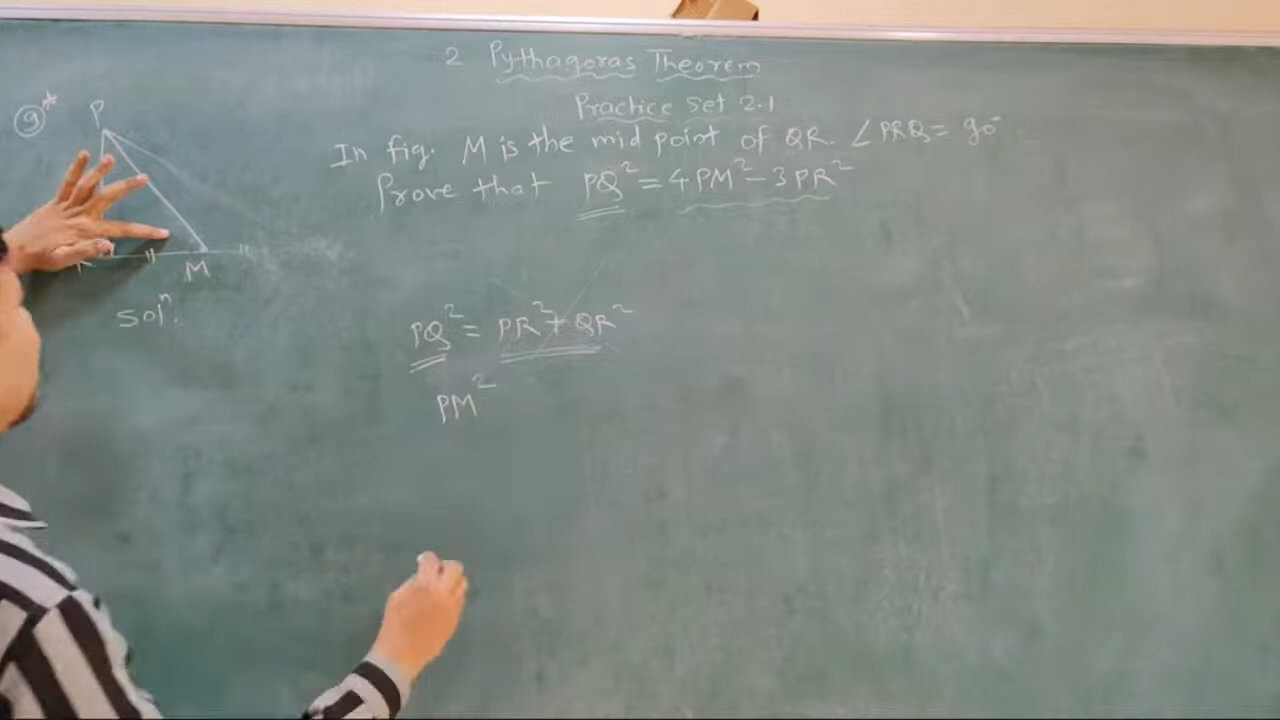 2 Pythagoras Theorem
Practice set 2.1
9*
In fig. M is the mid point of QR. ∠PRQ = 90°
Prove that PQ² = 4PM² - 3PR²
P
M
solⁿ.
PQ² = PR² + QR²
PM²